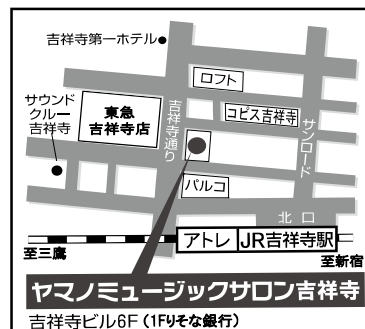 吉祥寺第一ホテル
ロフト
サウンド
クルー
吉祥寺
東急
吉祥寺店
吉祥寺通り
コピス吉祥寺
サンロード
パルコ
北口
アトレ
JR吉祥寺駅
至三鷹
至新宿
ヤマノミュージックサロン吉祥寺
吉祥寺ビル6F (1Fりそな銀行)